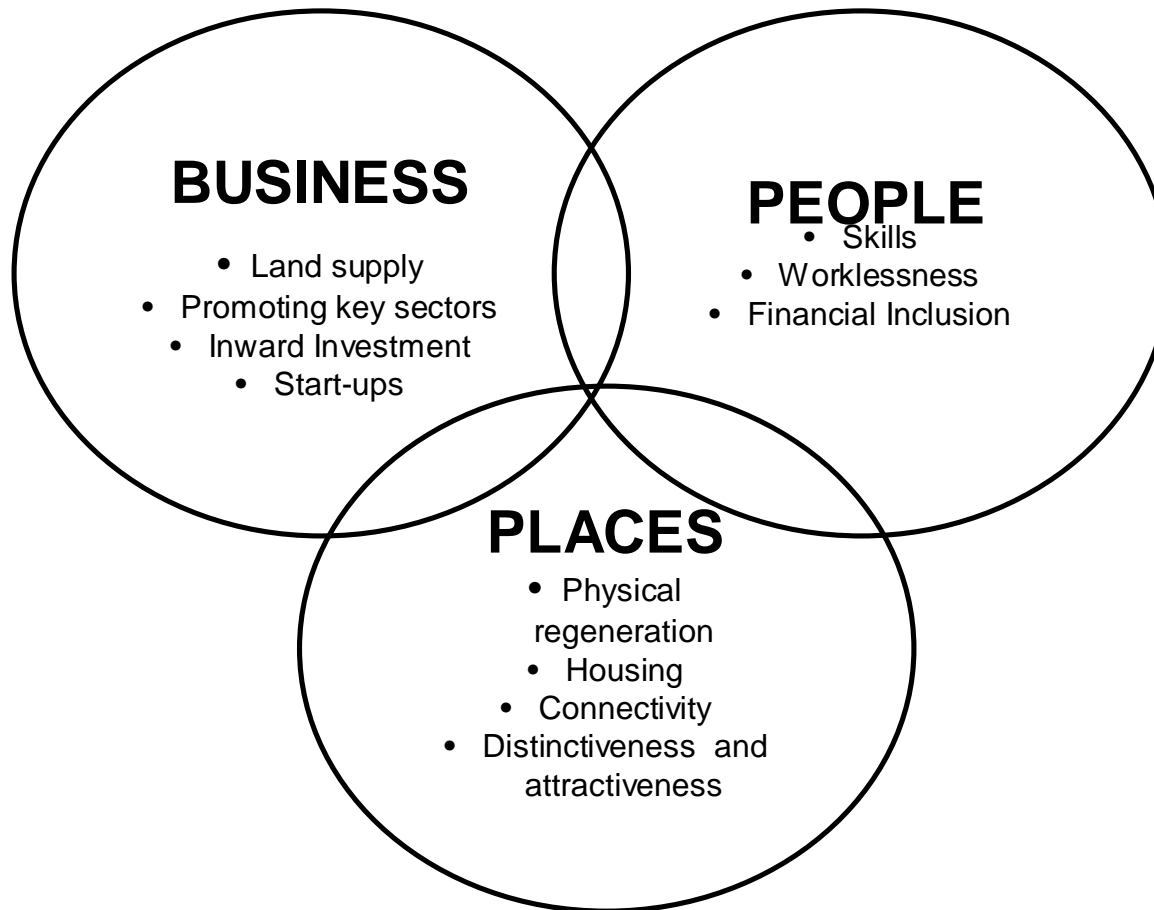 BUSINESS
• Land supply
• Promoting key sectors
• Inward Investment
• Start-ups
PEOPLE
• Skills
• Worklessness
• Financial Inclusion
PLACES
• Physical
regeneration
• Housing
• Connectivity
• Distinctiveness and
attractiveness